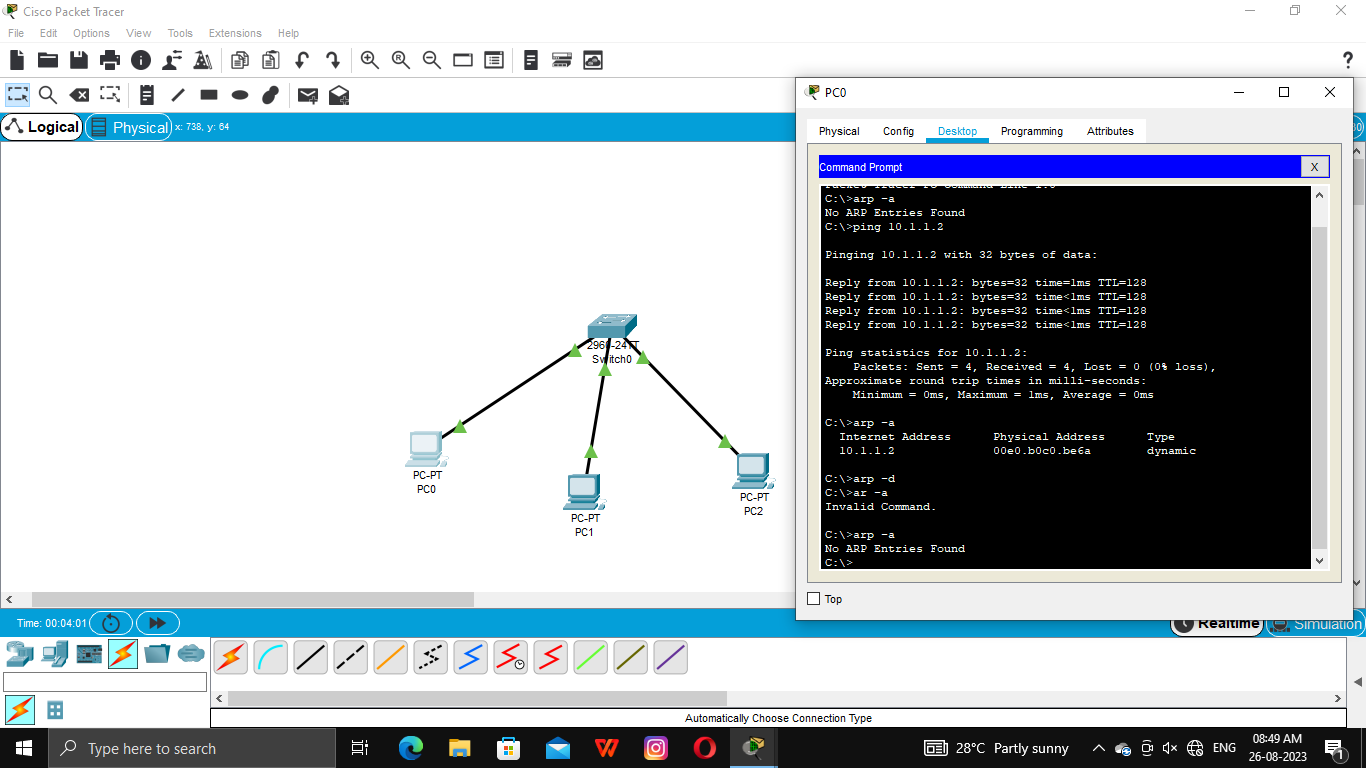 Cisco Packet Tracer
File Edit Options View Tools Extensions Help
Logical Physical x: 738, y: 64
PC0
Physical Config Desktop Programming Attributes
Command Prompt X
Packet Tracer PC Command Line 1.0
C:\>arp -a
No ARP Entries Found
C:\>ping 10.1.1.2
Pinging 10.1.1.2 with 32 bytes of data:
Reply from 10.1.1.2: bytes=32 time=1ms TTL=128
Reply from 10.1.1.2: bytes=32 time<1ms TTL=128
Reply from 10.1.1.2: bytes=32 time<1ms TTL=128
Reply from 10.1.1.2: bytes=32 time<1ms TTL=128
Ping statistics for 10.1.1.2:
Packets: Sent = 4, Received = 4, Lost = 0 (0% loss),
Approximate round trip times in milli-seconds:
Minimum = 0ms, Maximum = 1ms, Average = 0ms
C:\>arp -a
Internet Address Physical Address Type
10.1.1.2 00e0.b0c0.be6a dynamic
C:\>arp -d
C:\>ar -a
Invalid Command.
C:\>arp -a
No ARP Entries Found
C:\>
Top
2960-24TT
Switch0
PC-PT
PC0
PC-PT
PC1
PC-PT
PC2
Time: 00:04:01
Realtime Simulation
Automatically Choose Connection Type
Type here to search
28°C Partly sunny
ENG
08:49 AM
26-08-2023
1